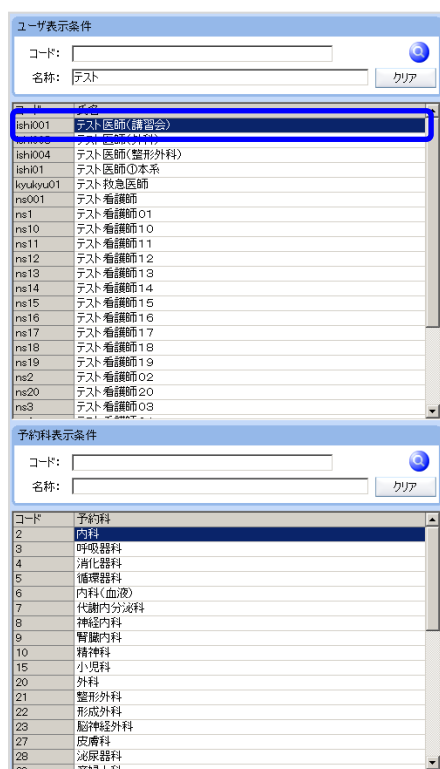 ユーザ表示条件
コード:
名称: テスト クリア
コード 氏名
ishi001 テスト医師(講習会)
ishi003 テスト医師(外科)
ishi004 テスト医師(整形外科)
ishi01 テスト医師①本系
kyukyu01 テスト救急医師
ns001 テスト看護師
ns1 テスト看護師01
ns10 テスト看護師10
ns11 テスト看護師11
ns12 テスト看護師12
ns13 テスト看護師13
ns14 テスト看護師14
ns15 テスト看護師15
ns16 テスト看護師16
ns17 テスト看護師17
ns18 テスト看護師18
ns19 テスト看護師19
ns2 テスト看護師02
ns20 テスト看護師20
ns3 テスト看護師03
予約科表示条件
コード:
名称: クリア
コード 予約科
2 内科
3 呼吸器科
4 消化器科
5 循環器科
6 内科(血液)
7 代謝内分泌科
8 神経内科
9 腎臓内科
10 精神科
15 小児科
20 外科
21 整形外科
22 形成外科
23 脳神経外科
27 皮膚科
28 泌尿器科